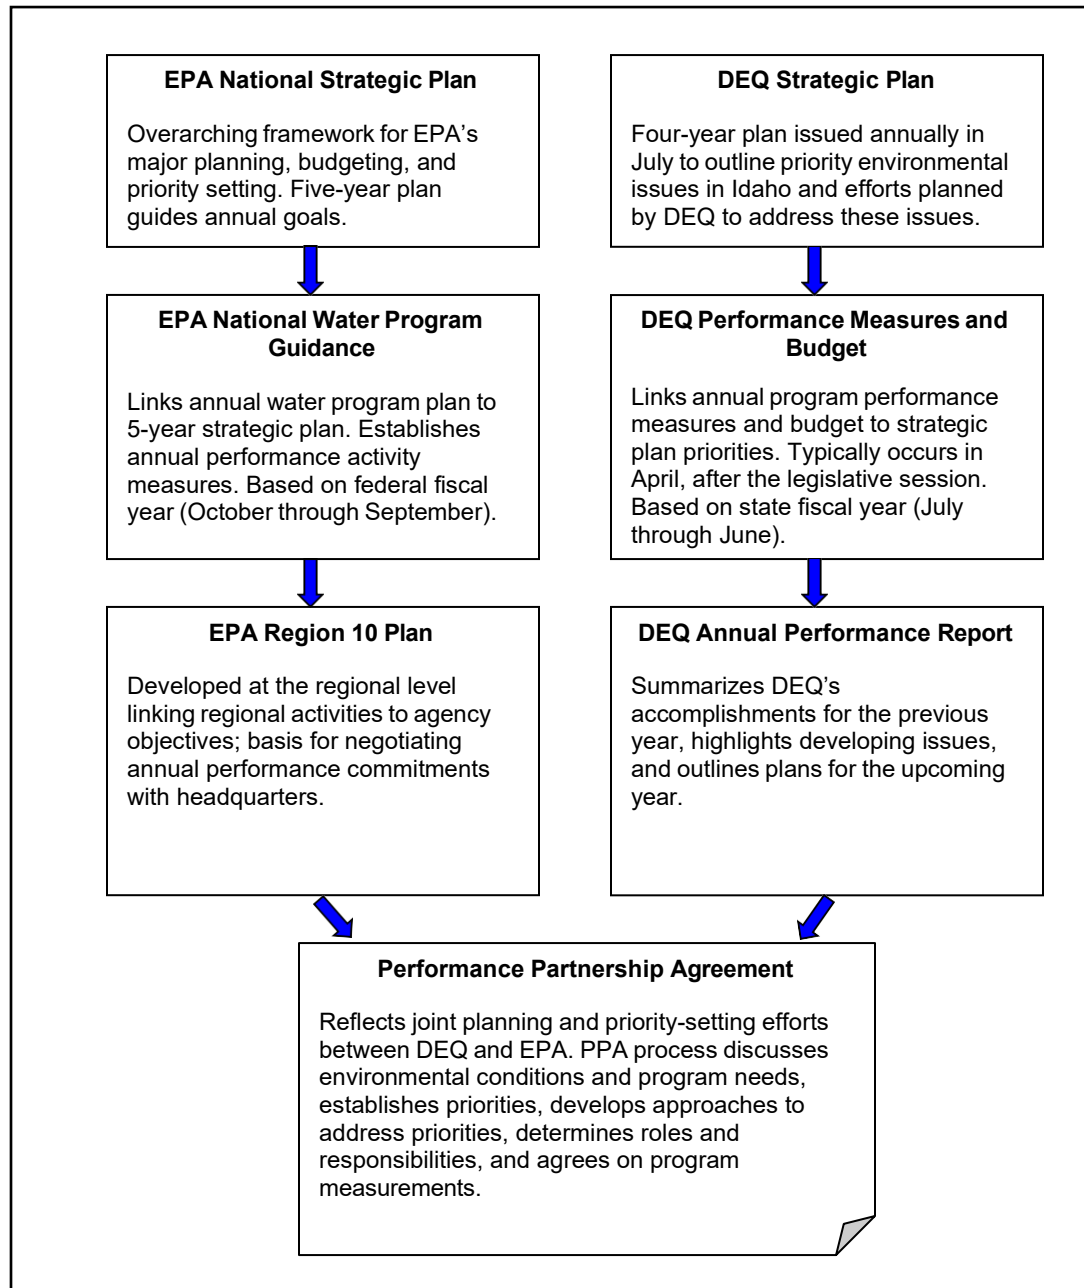 EPA National Strategic Plan
Overarching framework for EPA’s
major planning, budgeting, and
priority setting. Five-year plan
guides annual goals.
DEQ Strategic Plan
Four-year plan issued annually in
July to outline priority environmental
issues in Idaho and efforts planned
by DEQ to address these issues.
EPA National Water Program
Guidance
Links annual water program plan to
5-year strategic plan. Establishes
annual performance activity
measures. Based on federal fiscal
year (October through September).
DEQ Performance Measures and
Budget
Links annual program performance
measures and budget to strategic
plan priorities. Typically occurs in
April, after the legislative session.
Based on state fiscal year (July
through June).
EPA Region 10 Plan
Developed at the regional level
linking regional activities to agency
objectives; basis for negotiating
annual performance commitments
with headquarters.
DEQ Annual Performance Report
Summarizes DEQ’s
accomplishments for the previous
year, highlights developing issues,
and outlines plans for the upcoming
year.
Performance Partnership Agreement
Reflects joint planning and priority-setting efforts
between DEQ and EPA. PPA process discusses
environmental conditions and program needs,
establishes priorities, develops approaches to
address priorities, determines roles and
responsibilities, and agrees on program
measurements.